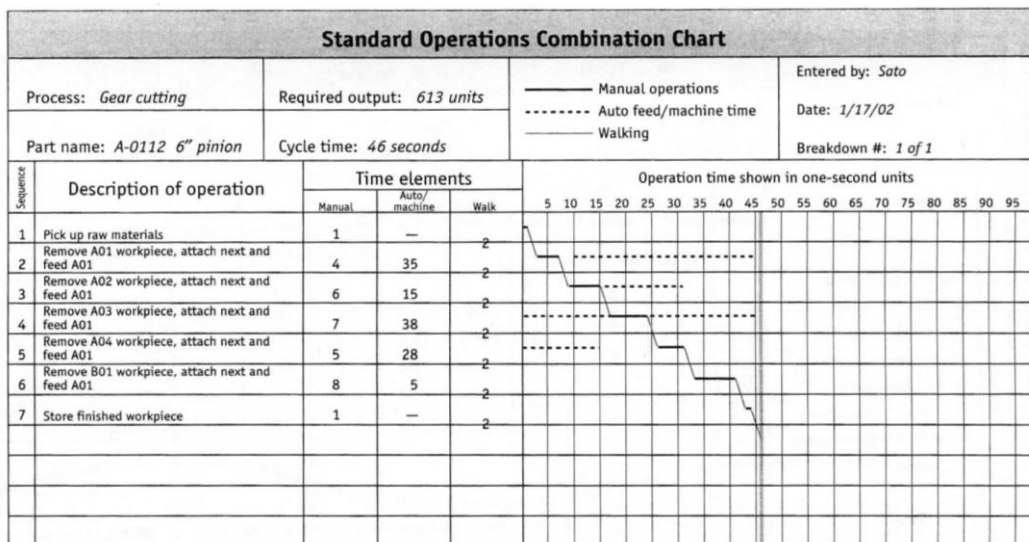 Standard Operations Combination Chart
Process: Gear cutting
Required output: 613 units
Manual operations
Auto feed/machine time
Walking
Entered by: Sato
Date: 1/17/02
Part name: A-0112 6" pinion
Cycle time: 46 seconds
Breakdown #: 1 of 1
Sequence
Description of operation
Time elements
Manual
Auto/
machine
Walk
Operation time shown in one-second units
5 10 15 20 25 30 35 40 45 50 55 60 65 70 75 80 85 90 95
1 Pick up raw materials 1 —
2
Remove A01 workpiece, attach next and
2 feed A01 4 35
2
Remove A02 workpiece, attach next and
3 feed A01 6 15
2
Remove A03 workpiece, attach next and
4 feed A01 7 38
2
Remove A04 workpiece, attach next and
5 feed A01 5 28
2
Remove B01 workpiece, attach next and
6 feed A01 8 5
2
7 Store finished workpiece 1 —
2